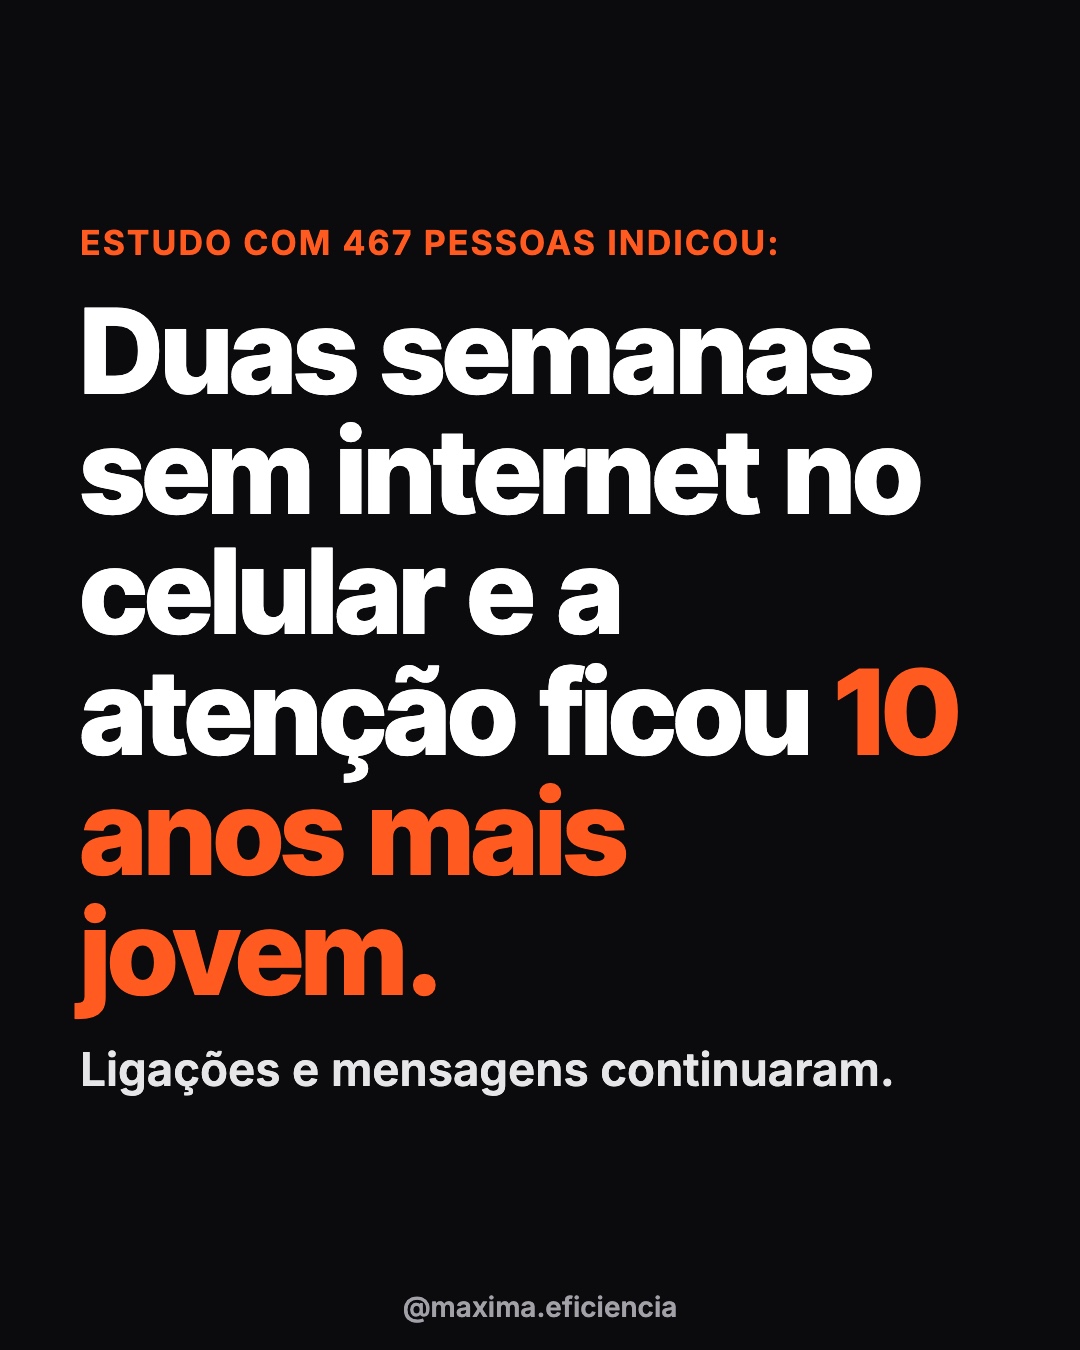 ESTUDO COM 467 PESSOAS INDICOU:
Duas semanas
sem internet no
celular e a
atenção ficou 10
anos mais
jovem.
Ligações e mensagens continuaram.
@maxima.eficiencia